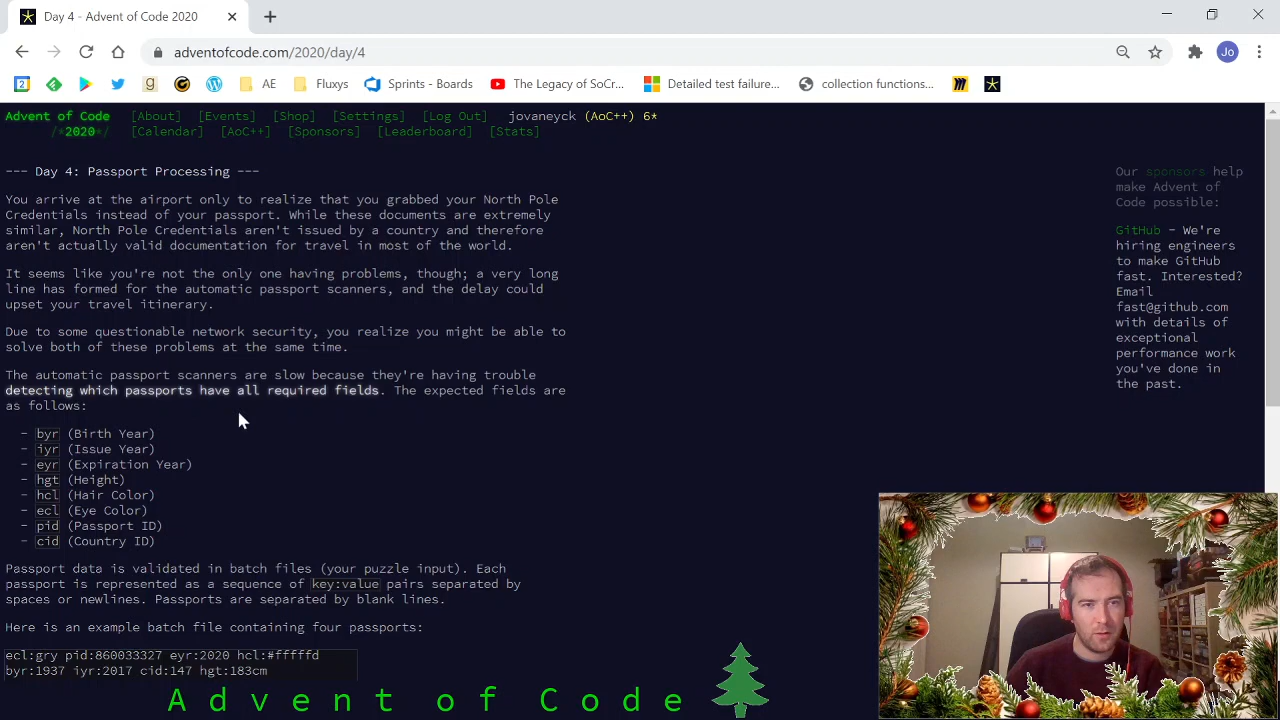 Day 4 - Advent of Code 2020
adventofcode.com/2020/day/4
Jo
AE
Fluxys
Sprints - Boards
The Legacy of SoCr...
Detailed test failure...
collection functions...
Advent of Code [About] [Events] [Shop] [Settings] [Log Out] jovaneyck (AoC++) 6*
/*2020*/ [Calendar] [AoC++] [Sponsors] [Leaderboard] [Stats]
--- Day 4: Passport Processing ---
You arrive at the airport only to realize that you grabbed your North Pole
Credentials instead of your passport. While these documents are extremely
similar, North Pole Credentials aren't issued by a country and therefore
aren't actually valid documentation for travel in most of the world.
It seems like you're not the only one having problems, though; a very long
line has formed for the automatic passport scanners, and the delay could
upset your travel itinerary.
Due to some questionable network security, you realize you might be able to
solve both of these problems at the same time.
The automatic passport scanners are slow because they're having trouble
detecting which passports have all required fields. The expected fields are
as follows:
- byr (Birth Year)
- iyr (Issue Year)
- eyr (Expiration Year)
- hgt (Height)
- hcl (Hair Color)
- ecl (Eye Color)
- pid (Passport ID)
- cid (Country ID)
Passport data is validated in batch files (your puzzle input). Each
passport is represented as a sequence of key:value pairs separated by
spaces or newlines. Passports are separated by blank lines.
Here is an example batch file containing four passports:
ecl:gry pid:860033327 eyr:2020 hcl:#fffffd
byr:1937 iyr:2017 cid:147 hgt:183cm
Our sponsors help
make Advent of
Code possible:
GitHub - We're
hiring engineers
to make GitHub
fast. Interested?
Email
fast@github.com
with details of
exceptional
performance work
you've done in
the past.
Advent of Code